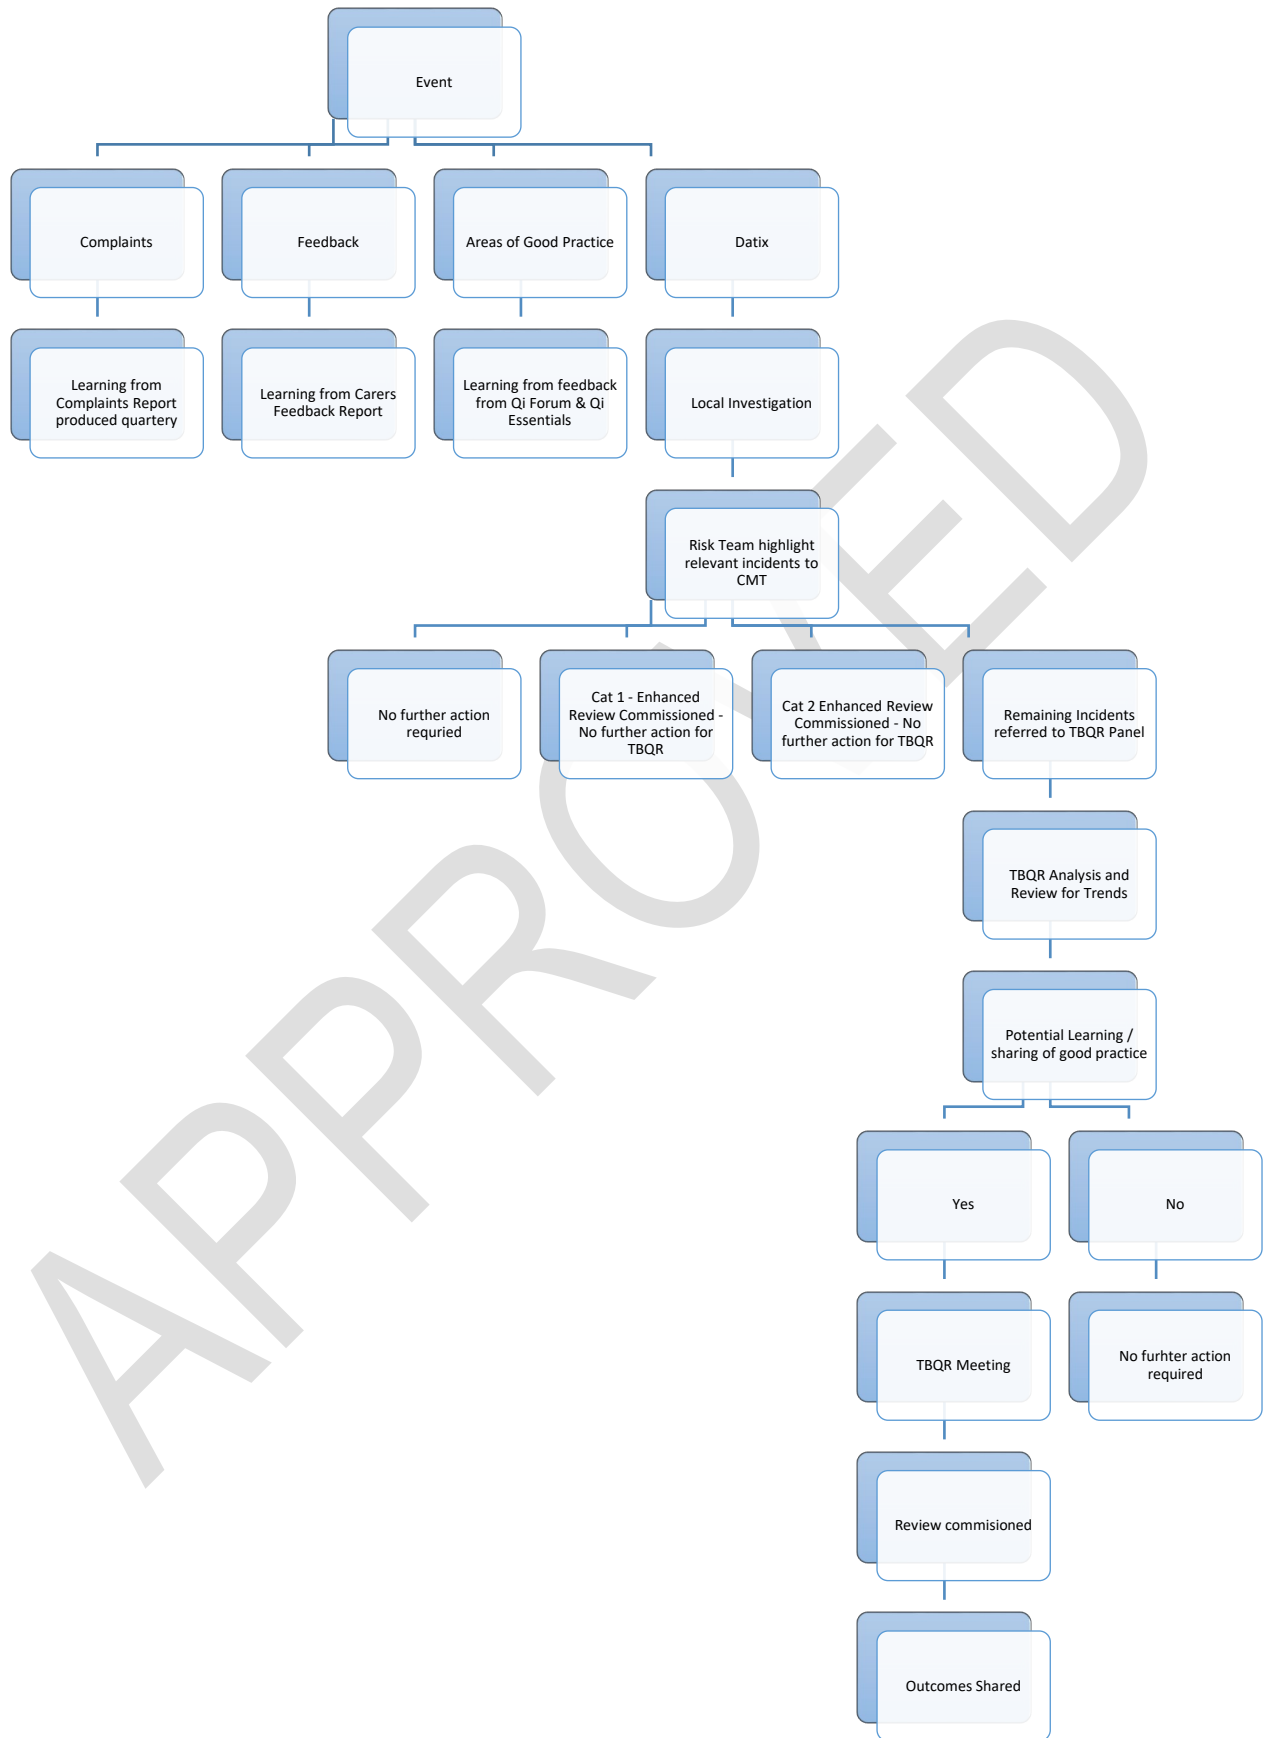 Event
Complaints
Feedback
Areas of Good Practice
Datix
Learning from
Complaints Report
produced quartery
Learning from Carers
Feedback Report
Learning from feedback
from Qi Forum & Qi
Essentials
Local Investigation
Risk Team highlight
relevant incidents to
CMT
No further action
requried
Cat 1 - Enhanced
Review Commissioned -
No further action for
TBQR
Cat 2 Enhanced Review
Commissioned - No
further action for TBQR
Remaining Incidents
referred to TBQR Panel
TBQR Analysis and
Review for Trends
Potential Learning /
sharing of good practice
Yes
No
TBQR Meeting
No furhter action
required
Review commisioned
Outcomes Shared
APPROVED